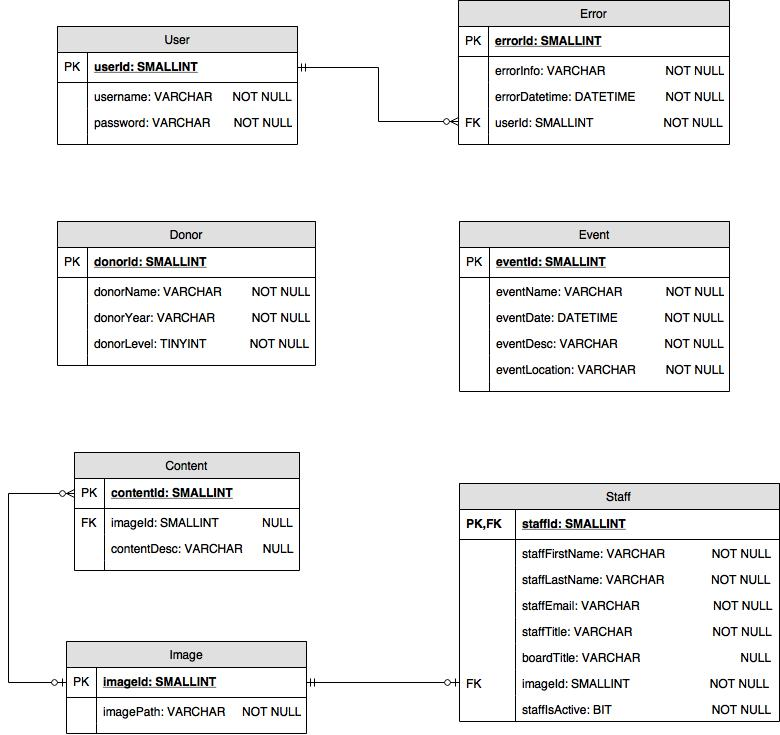 User
PK userId: SMALLINT
username: VARCHAR NOT NULL
password: VARCHAR NOT NULL
Error
PK errorId: SMALLINT
errorInfo: VARCHAR NOT NULL
errorDatetime: DATETIME NOT NULL
FK userId: SMALLINT NOT NULL
Donor
PK donorId: SMALLINT
donorName: VARCHAR NOT NULL
donorYear: VARCHAR NOT NULL
donorLevel: TINYINT NOT NULL
Event
PK eventId: SMALLINT
eventName: VARCHAR NOT NULL
eventDate: DATETIME NOT NULL
eventDesc: VARCHAR NOT NULL
eventLocation: VARCHAR NOT NULL
Content
PK contentId: SMALLINT
FK imageId: SMALLINT NULL
contentDesc: VARCHAR NULL
Staff
PK,FK staffId: SMALLINT
staffFirstName: VARCHAR NOT NULL
staffLastName: VARCHAR NOT NULL
staffEmail: VARCHAR NOT NULL
staffTitle: VARCHAR NOT NULL
boardTitle: VARCHAR NULL
FK imageId: SMALLINT NOT NULL
staffIsActive: BIT NOT NULL
Image
PK imageId: SMALLINT
imagePath: VARCHAR NOT NULL